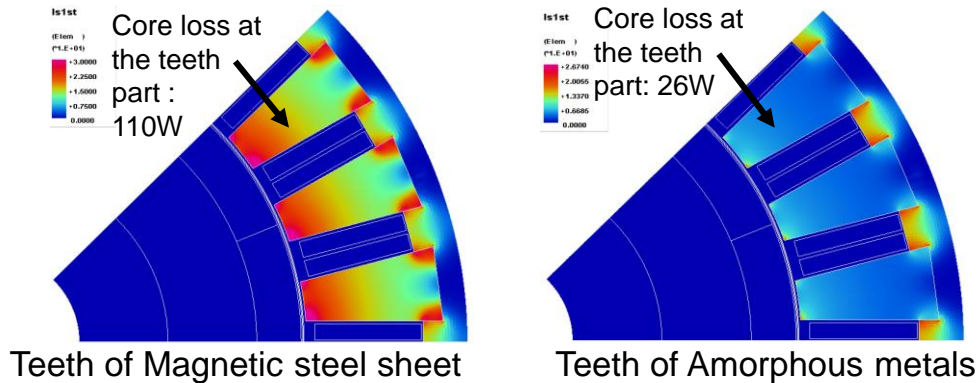 ls1st
(Elem )
(*1.E+01)
+3.0000
+2.2500
+1.5000
+0.7500
0.0000
Core loss at
the teeth
part :
110W
Teeth of Magnetic steel sheet
ls1st
(Elem )
(*1.E+01)
+2.6740
+2.0055
+1.3370
+0.6685
0.0000
Core loss at
the teeth
part: 26W
Teeth of Amorphous metals